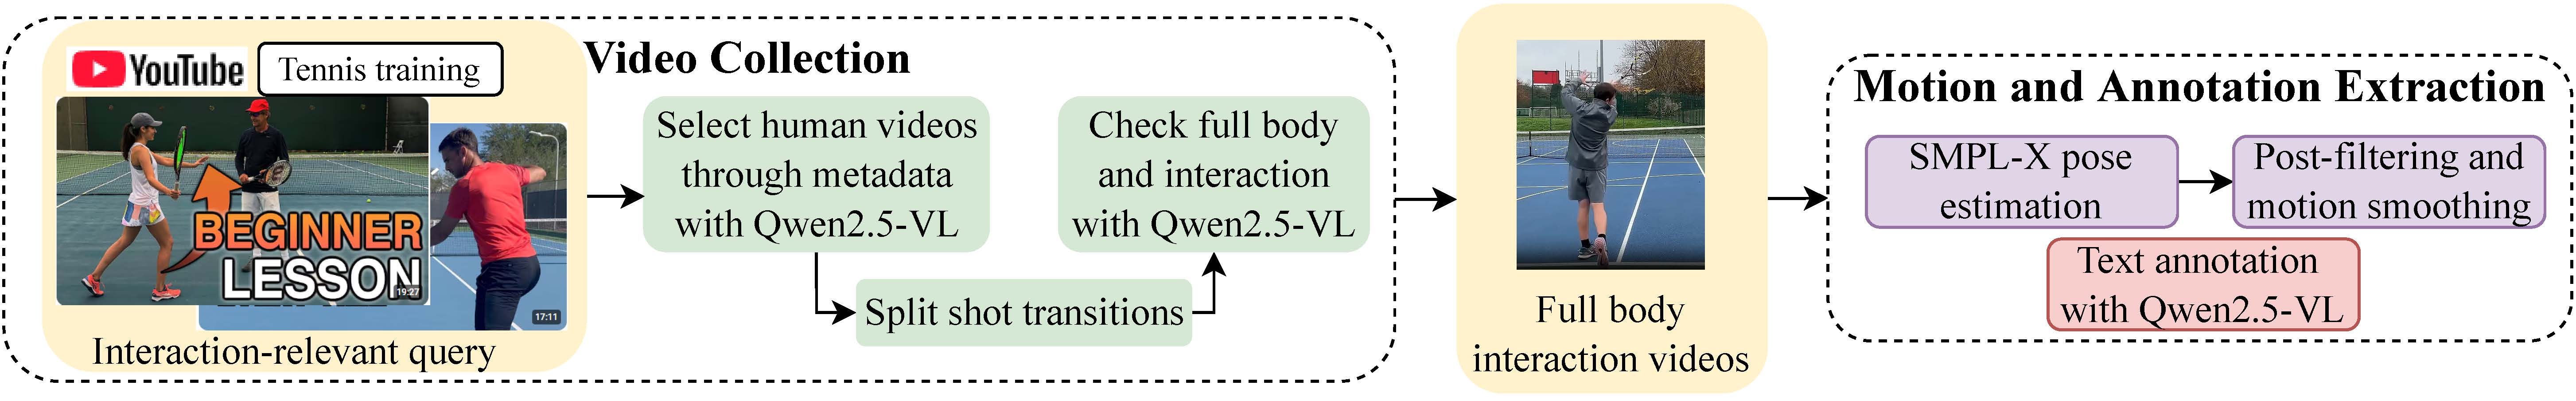 YouTube
Tennis training
BEGINNER
LESSON
19:27
17:11
Interaction-relevant query
Video Collection
Select human videos
through metadata
with Qwen2.5-VL
Split shot transitions
Check full body
and interaction
with Qwen2.5-VL
Full body
interaction videos
Motion and Annotation Extraction
SMPL-X pose
estimation
Post-filtering and
motion smoothing
Text annotation
with Qwen2.5-VL